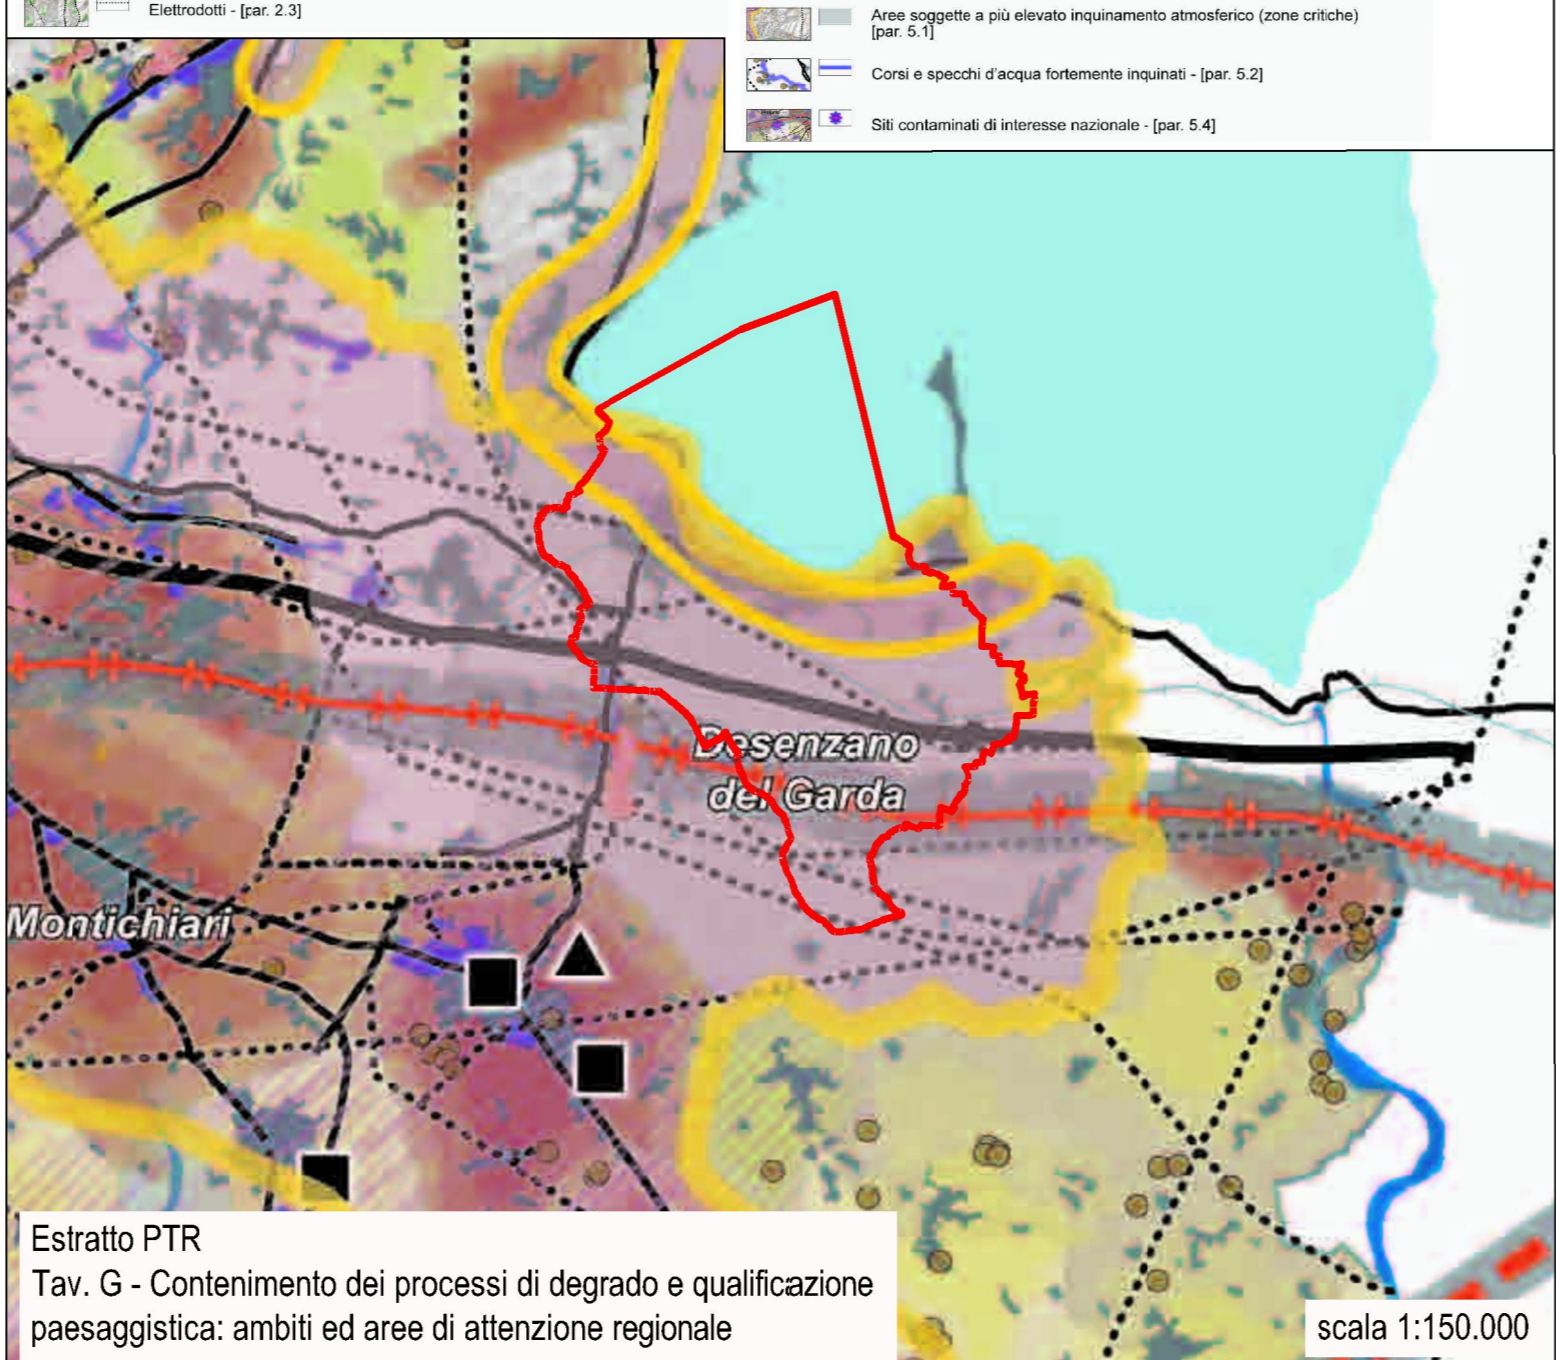 Elettrodotti - [par. 2.3]
Aree soggette a più elevato inquinamento atmosferico (zone critiche)
[par. 5.1]
Corsi e specchi d'acqua fortemente inquinati - [par. 5.2]
Siti contaminati di interesse nazionale - [par. 5.4]
Desenzano
del Garda
Montichiari
Estratto PTR
Tav. G - Contenimento dei processi di degrado e qualificazione
paesaggistica: ambiti ed aree di attenzione regionale
scala 1:150.000